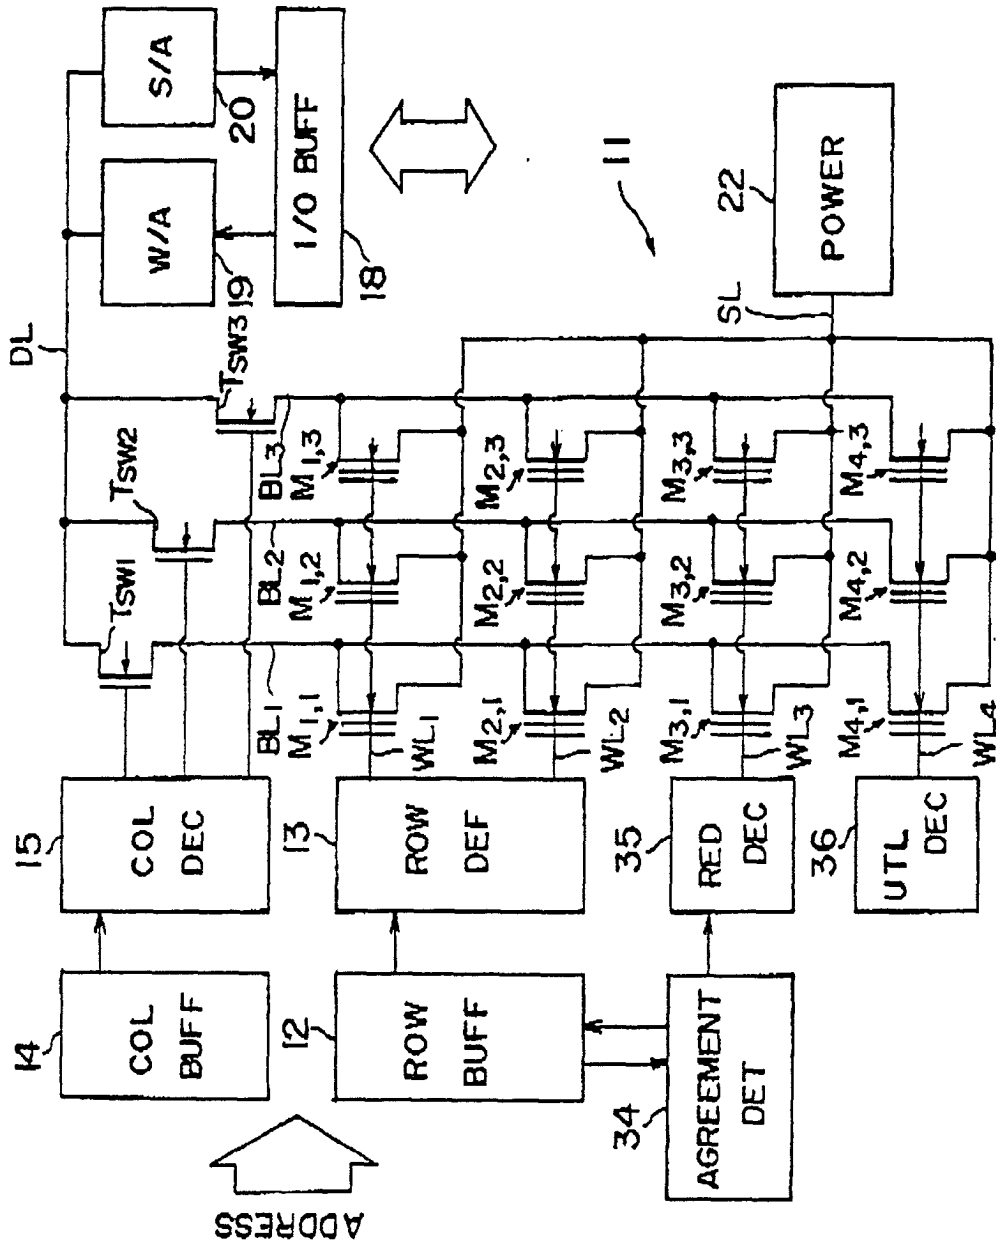 ADDRESS
14
COL
BUFF
15
COL
DEC
12
ROW
BUFF
13
ROW
DEF
34
AGREEMENT
DET
35
RED
DEC
36
UTL
DEC
DL
TSW1
TSW2
TSW3
W/A
19
S/A
20
I/O BUFF
18
11
POWER
22
SL
BL1
BL2
BL3
M1,1
M1,2
M1,3
WL1
M2,1
M2,2
M2,3
WL2
M3,1
M3,2
M3,3
WL3
M4,1
M4,2
M4,3
WL4